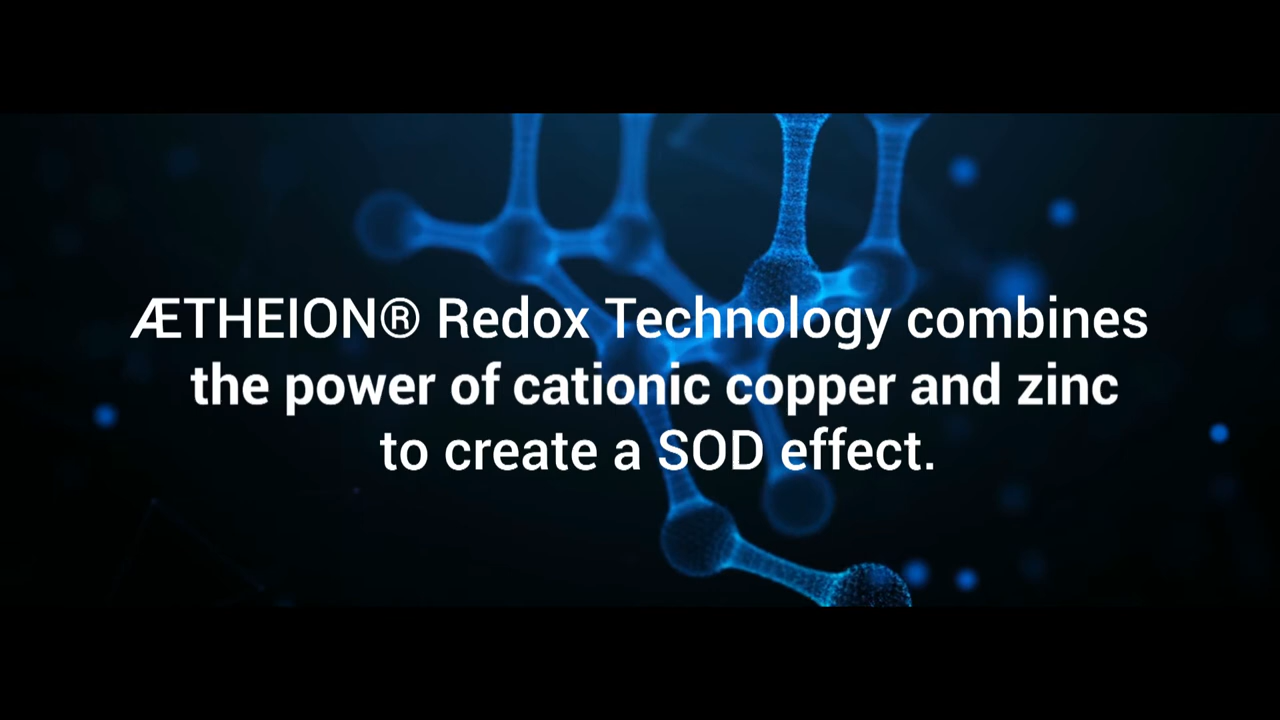 ÆTHEION® Redox Technology combines
the power of cationic copper and zinc
to create a SOD effect.